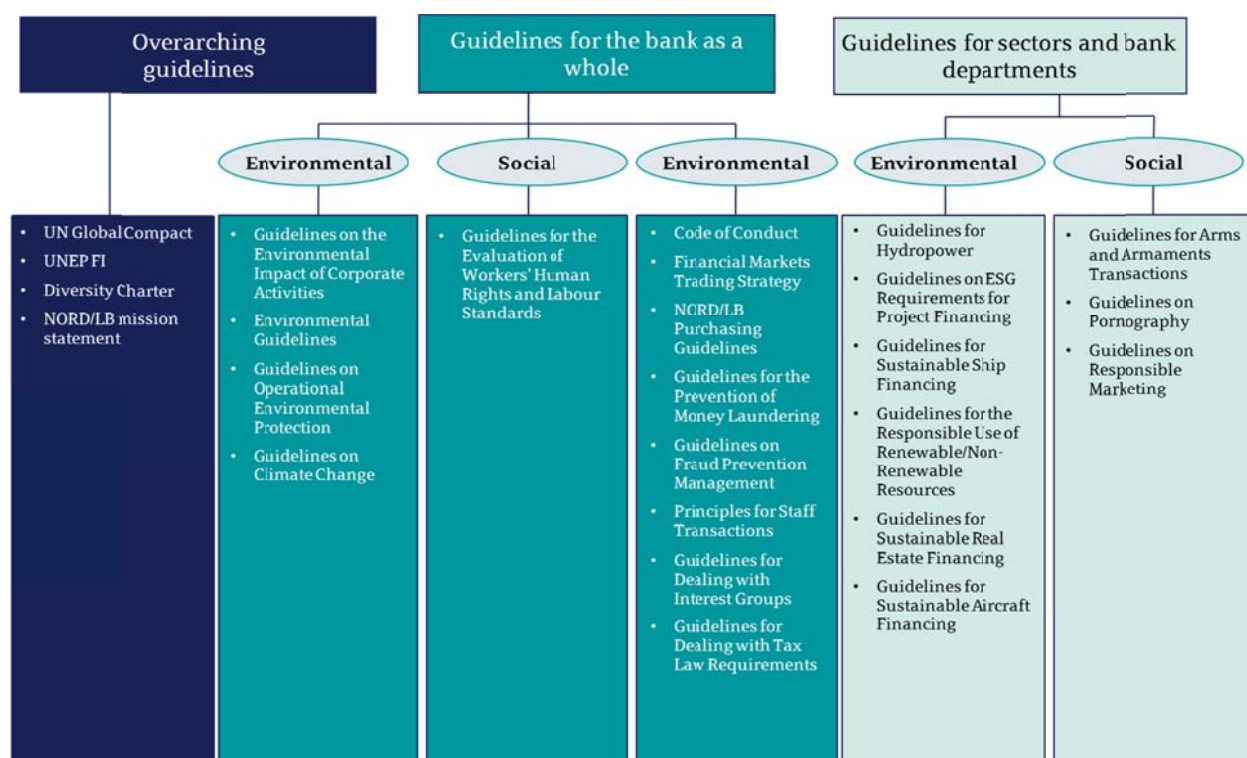 Overarching
guidelines
Guidelines for the bank as a
whole
Guidelines for sectors and bank
departments
Environmental
Social
Environmental
Environmental
Social
• UN Global Compact
• UNEP FI
• Diversity Charter
• NORD/LB mission
statement
• Guidelines on the
Environmental
Impact of Corporate
Activities
• Environmental
Guidelines
• Guidelines on
Operational
Environmental
Protection
• Guidelines on
Climate Change
• Guidelines for the
Evaluation of
Workers' Human
Rights and Labour
Standards
• Code of Conduct
• Financial Markets
Trading Strategy
• NORD/LB
Purchasing
Guidelines
• Guidelines for the
Prevention of
Money Laundering
• Guidelines on
Fraud Prevention
Management
• Principles for Staff
Transactions
• Guidelines for
Dealing with
Interest Groups
• Guidelines for
Dealing with Tax
Law Requirements
• Guidelines for
Hydropower
• Guidelines on ESG
Requirements for
Project Financing
• Guidelines for
Sustainable Ship
Financing
• Guidelines for the
Responsible Use of
Renewable/Non-
Renewable
Resources
• Guidelines for
Sustainable Real
Estate Financing
• Guidelines for
Sustainable Aircraft
Financing
• Guidelines for Arms
and Armaments
Transactions
• Guidelines on
Pornography
• Guidelines on
Responsible
Marketing